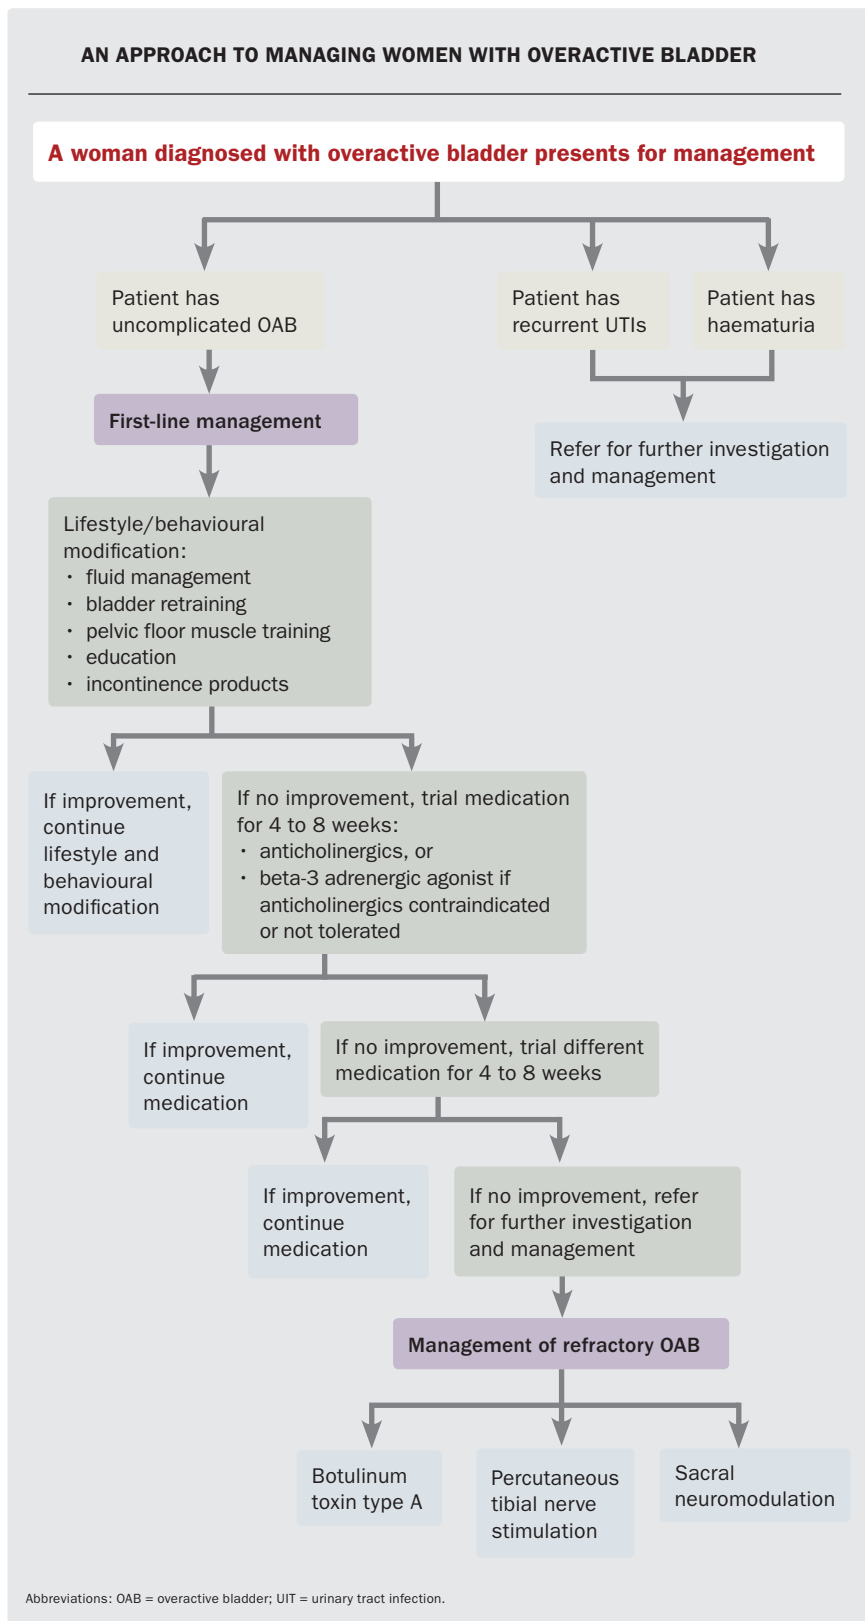 AN APPROACH TO MANAGING WOMEN WITH OVERACTIVE BLADDER
A woman diagnosed with overactive bladder presents for management
Patient has
uncomplicated OAB
Patient has
recurrent UTIs
Patient has
haematuria
First-line management
Refer for further investigation
and management
Lifestyle/behavioural
modification:
• fluid management
• bladder retraining
• pelvic floor muscle training
• education
• incontinence products
If improvement,
continue
lifestyle and
behavioural
modification
If no improvement, trial medication
for 4 to 8 weeks:
• anticholinergics, or
• beta-3 adrenergic agonist if
anticholinergics contraindicated
or not tolerated
If improvement,
continue
medication
If no improvement, trial different
medication for 4 to 8 weeks
If improvement,
continue
medication
If no improvement, refer
for further investigation
and management
Management of refractory OAB
Botulinum
toxin type A
Percutaneous
tibial nerve
stimulation
Sacral
neuromodulation
Abbreviations: OAB = overactive bladder; UIT = urinary tract infection.